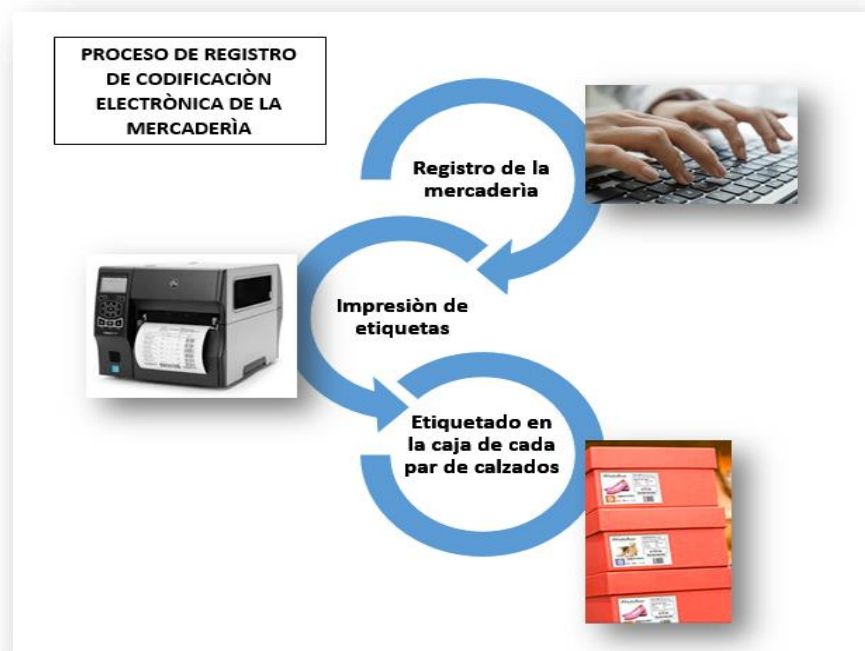 PROCESO DE REGISTRO
DE CODIFICACIÒN
ELECTRÒNICA DE LA
MERCADERÌA
Registro de la
mercaderìa
Impresiòn de
etiquetas
Etiquetado en
la caja de cada
par de calzados